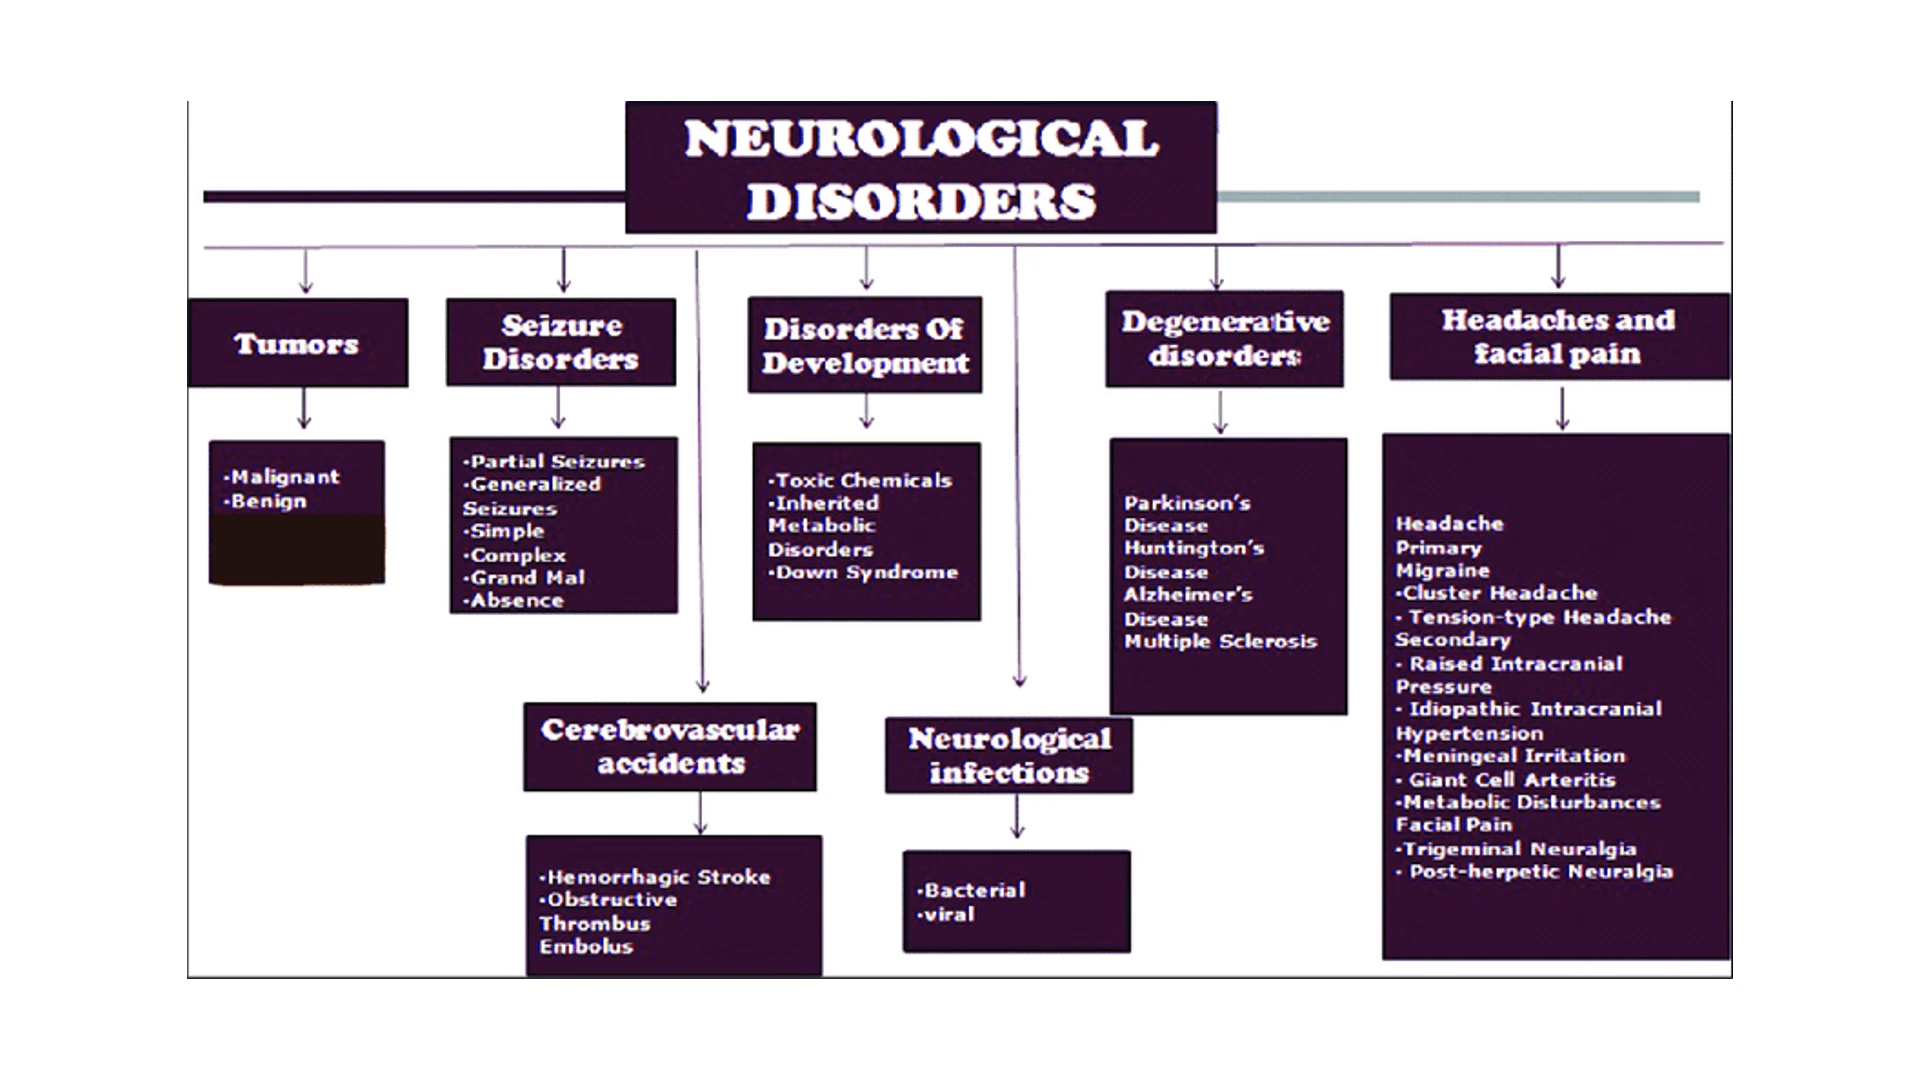 NEUROLOGICAL
DISORDERS
Tumors
•Malignant
•Benign
Seizure
Disorders
•Partial Seizures
•Generalized
Seizures
•Simple
•Complex
•Grand Mal
•Absence
Disorders Of
Development
•Toxic Chemicals
•Inherited
Metabolic
Disorders
•Down Syndrome
Degenerative
disorders
Parkinson’s
Disease
Huntington’s
Disease
Alzheimer’s
Disease
Multiple Sclerosis
Headaches and
facial pain
Headache
Primary
Migraine
•Cluster Headache
• Tension-type Headache
Secondary
• Raised Intracranial
Pressure
• Idiopathic Intracranial
Hypertension
•Meningeal Irritation
• Giant Cell Arteritis
•Metabolic Disturbances
Facial Pain
•Trigeminal Neuralgia
• Post-herpetic Neuralgia
Cerebrovascular
accidents
•Hemorrhagic Stroke
•Obstructive
Thrombus
Embolus
Neurological
infections
•Bacterial
•viral